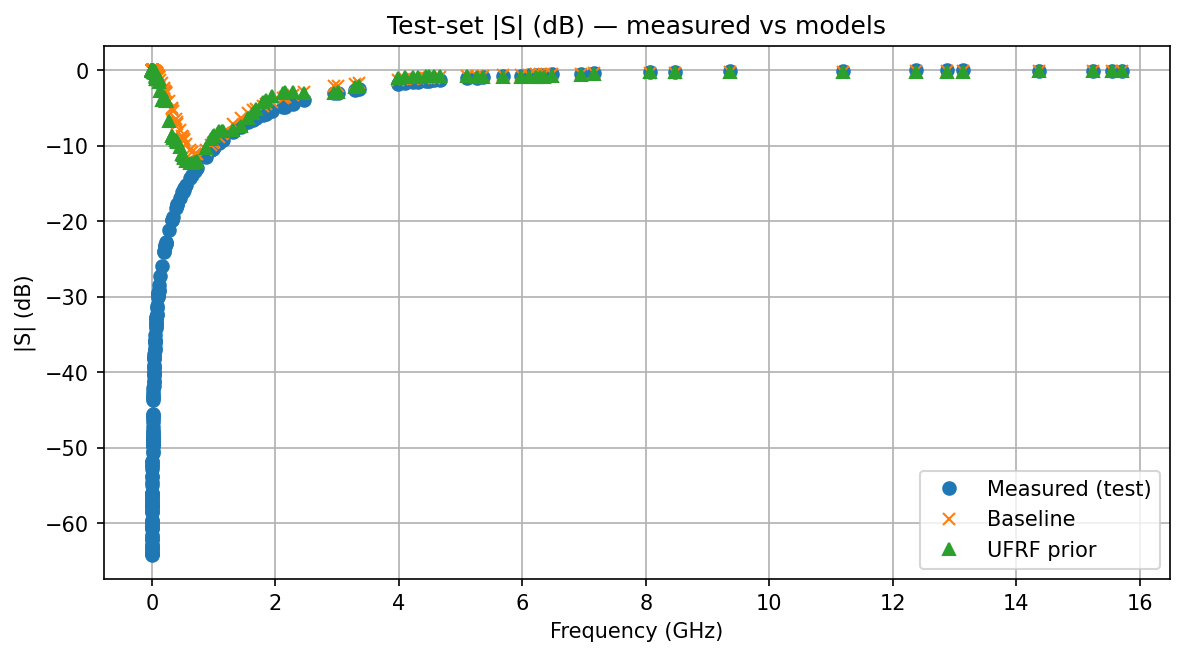 Test-set |S| (dB) — measured vs models
|S| (dB)
0
−10
−20
−30
−40
−50
−60
Measured (test)
Baseline
UFRF prior
0 2 4 6 8 10 12 14 16
Frequency (GHz)